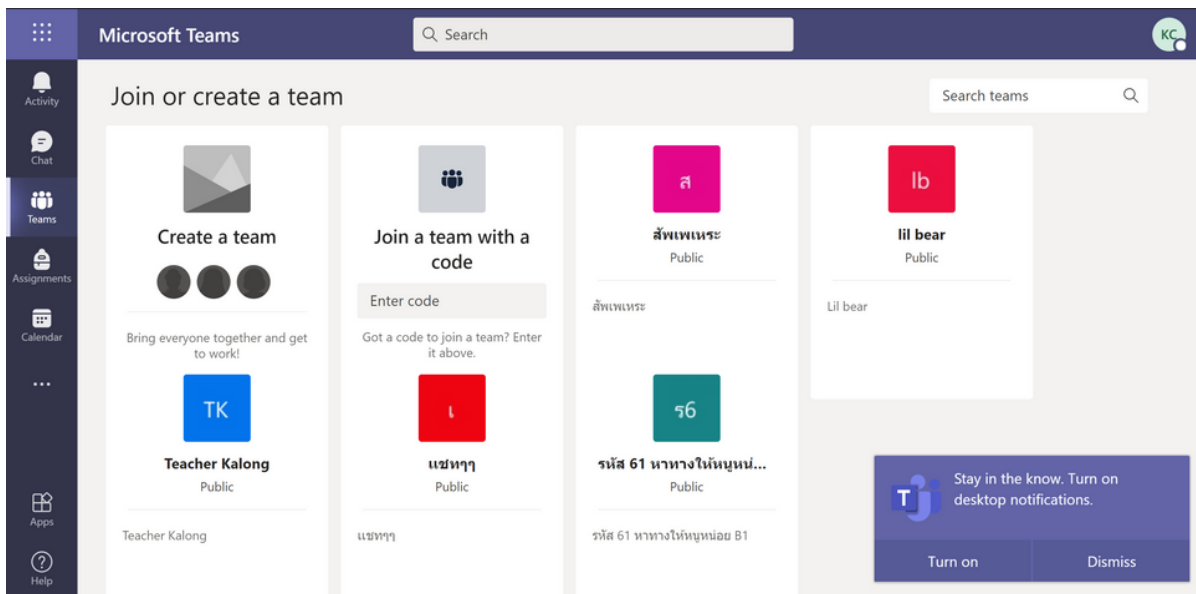 Microsoft Teams
Search
KC
Activity
Chat
Teams
Assignments
Calendar
Apps
Help
Join or create a team
Search teams
Create a team
Bring everyone together and get
to work!
Join a team with a
code
Enter code
Got a code to join a team? Enter
it above.
ส
สัพเพเหระ
Public
สัพเพเหระ
lb
lil bear
Public
Lil bear
TK
Teacher Kalong
Public
Teacher Kalong
เ
แชทๆๆ
Public
แชทๆๆ
ร6
รหัส 61 หาทางให้หนูหน่...
Public
รหัส 61 หาทางให้หนูหน่อย B1
T
Stay in the know. Turn on
desktop notifications.
Turn on
Dismiss